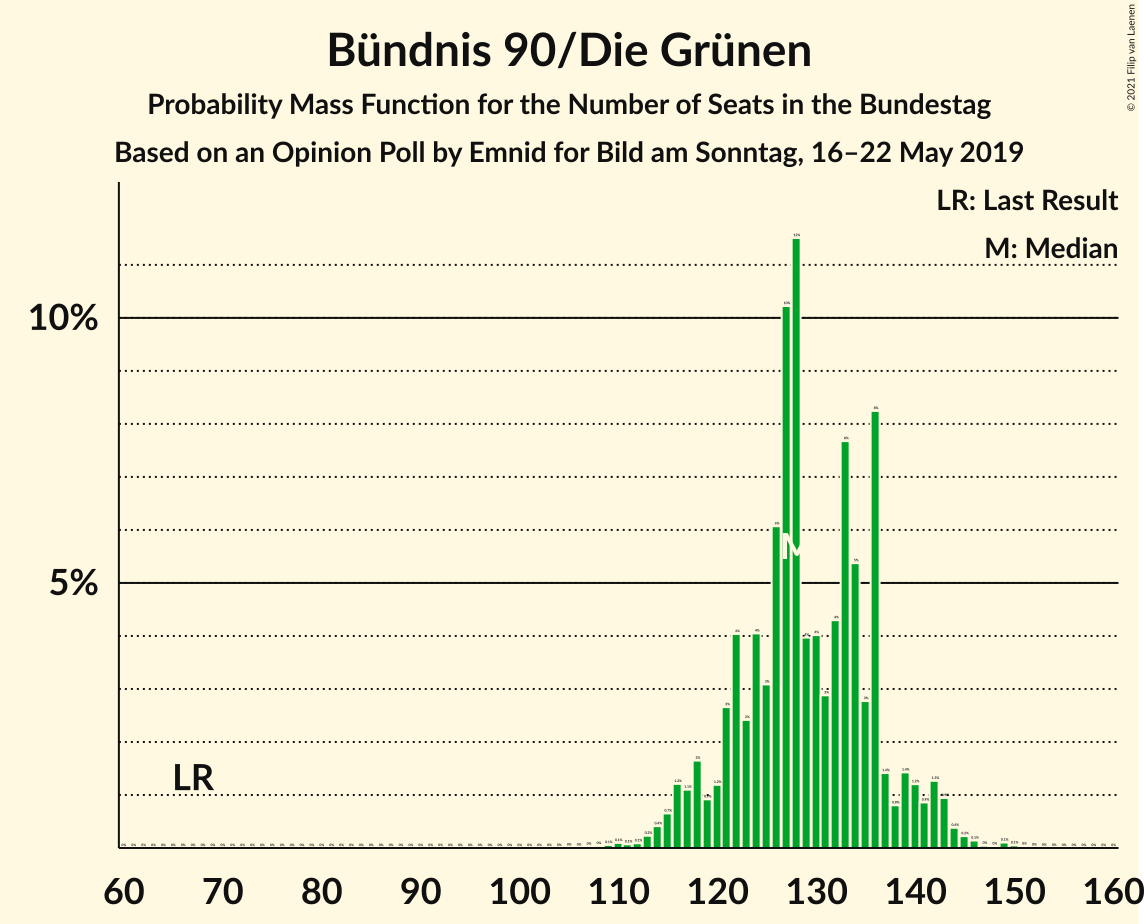 Bündnis 90/Die Grünen
Probability Mass Function for the Number of Seats in the Bundestag
Based on an Opinion Poll by Emnid for Bild am Sonntag, 16–22 May 2019
© 2021 Filip van Laenen
LR: Last Result
M: Median
10%
5%
M
LR
60 70 80 90 100 110 120 130 140 150 160